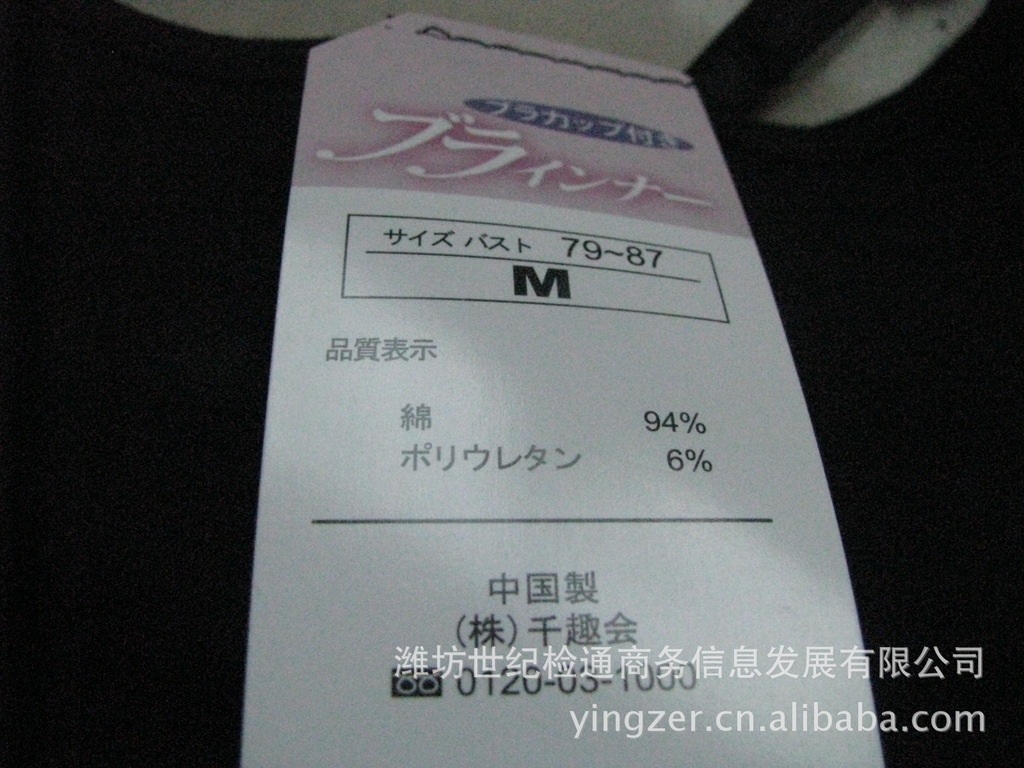 ブラカップ付き
ブラインナー
サイズ バスト 79~87
M
品質表示
綿 94%
ポリウレタン 6%
中国製
(株)千趣会
0120-03-1000
潍坊世纪检通商务信息发展有限公司
yingzer.cn.alibaba.com